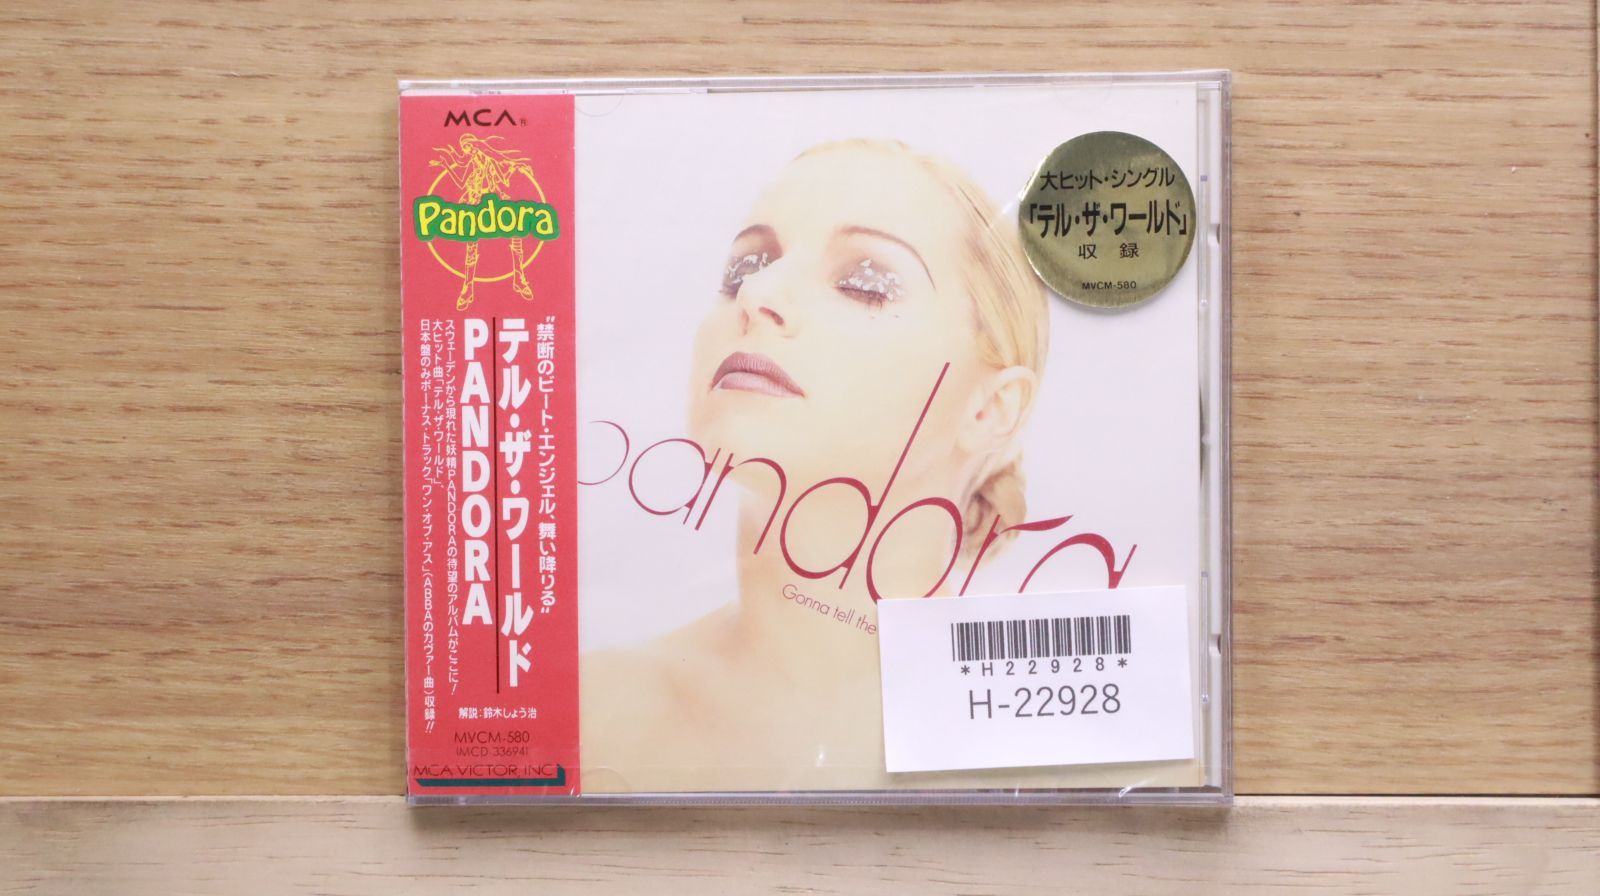 MCA
Pandora
"禁断のビート・エンジェル、舞い降りる"
テル・ザ・ワールド
PANDORA
スウェーデンから現れた妖精PANDORAの待望のアルバムがここに!
大ヒット曲「テル・ザ・ワールド」、
日本盤のみボーナス・トラック「ワン・オブ・アス」(ABBAのカヴァー曲)収録!!
解説:鈴木しょう治
MVCM-580
(MCD-33694)
MCA VICTOR, INC.
大ヒット・シングル
「テル・ザ・ワールド」
収録
MVCM-580
pandora
Gonna tell the
*H22928*
H-22928